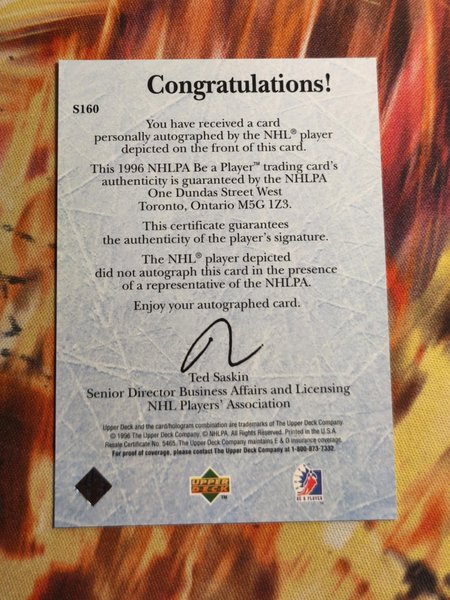 Congratulations!
S160
You have received a card
personally autographed by the NHL® player
depicted on the front of this card.
This 1996 NHLPA Be a Player™ trading card's
authenticity is guaranteed by the NHLPA
One Dundas Street West
Toronto, Ontario M5G 1Z3.
This certificate guarantees
the authenticity of the player's signature.
The NHL® player depicted
did not autograph this card in the presence
of a representative of the NHLPA.
Enjoy your autographed card.
Ted Saskin
Senior Director Business Affairs and Licensing
NHL Players' Association
Upper Deck and the card/hologram combination are trademarks of The Upper Deck Company.
© 1996 The Upper Deck Company. © NHLPA. All Rights Reserved. Printed in the U.S.A.
Resale Certificate No. 5465. The Upper Deck Company maintains E & O insurance coverage.
For proof of coverage, please contact The Upper Deck Company at 1-800-873-7332.
UPPER
DECK
TM
BE A PLAYER